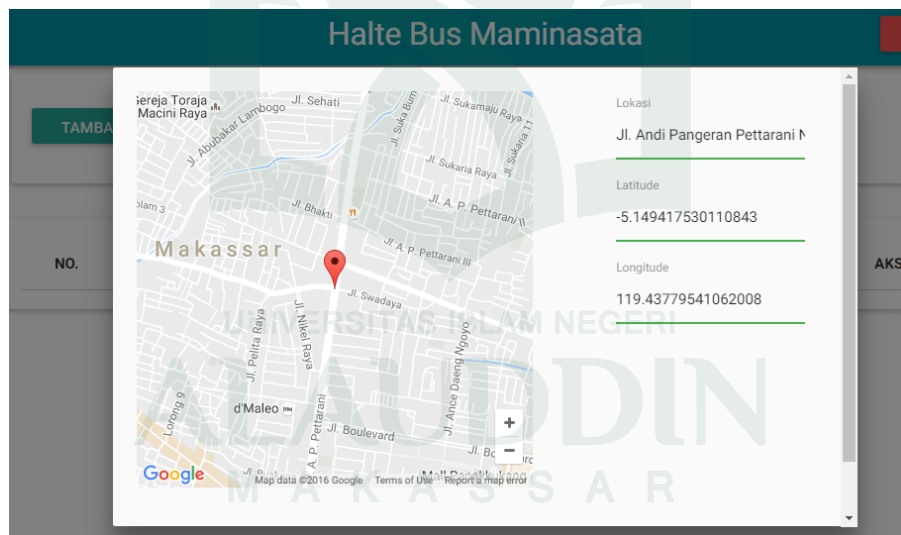 Halte Bus Maminasata
TAMBA
NO.
AKS
Gereja Toraja
Macini Raya
Jl. Abubakar Lambogo
Jl. Sehati
Jl. Suka Bum
Jl. Sukamaju Raya
Jl. Sukaria 11
Jl. Sukaria Raya
Jl. A. P. Pettarani II
olam 3
Jl. Bhakti
Makassar
Jl. A. P. Pettarani III
Jl. Swadaya
Jl. Nikel Raya
Jl. Pelita Raya
Jl. Ance Daeng Ngoyo
Lorong 9
d'Maleo
A. P. Pettarani
Jl. Boulevard
+
−
Google
Map data ©2016 Google
Terms of Use
Report a map error
Lokasi
Jl. Andi Pangeran Pettarani N
Latitude
-5.149417530110843
Longitude
119.43779541062008
UNIVERSITAS ISLAM NEGERI
ALAUDDIN
MAKASSAR